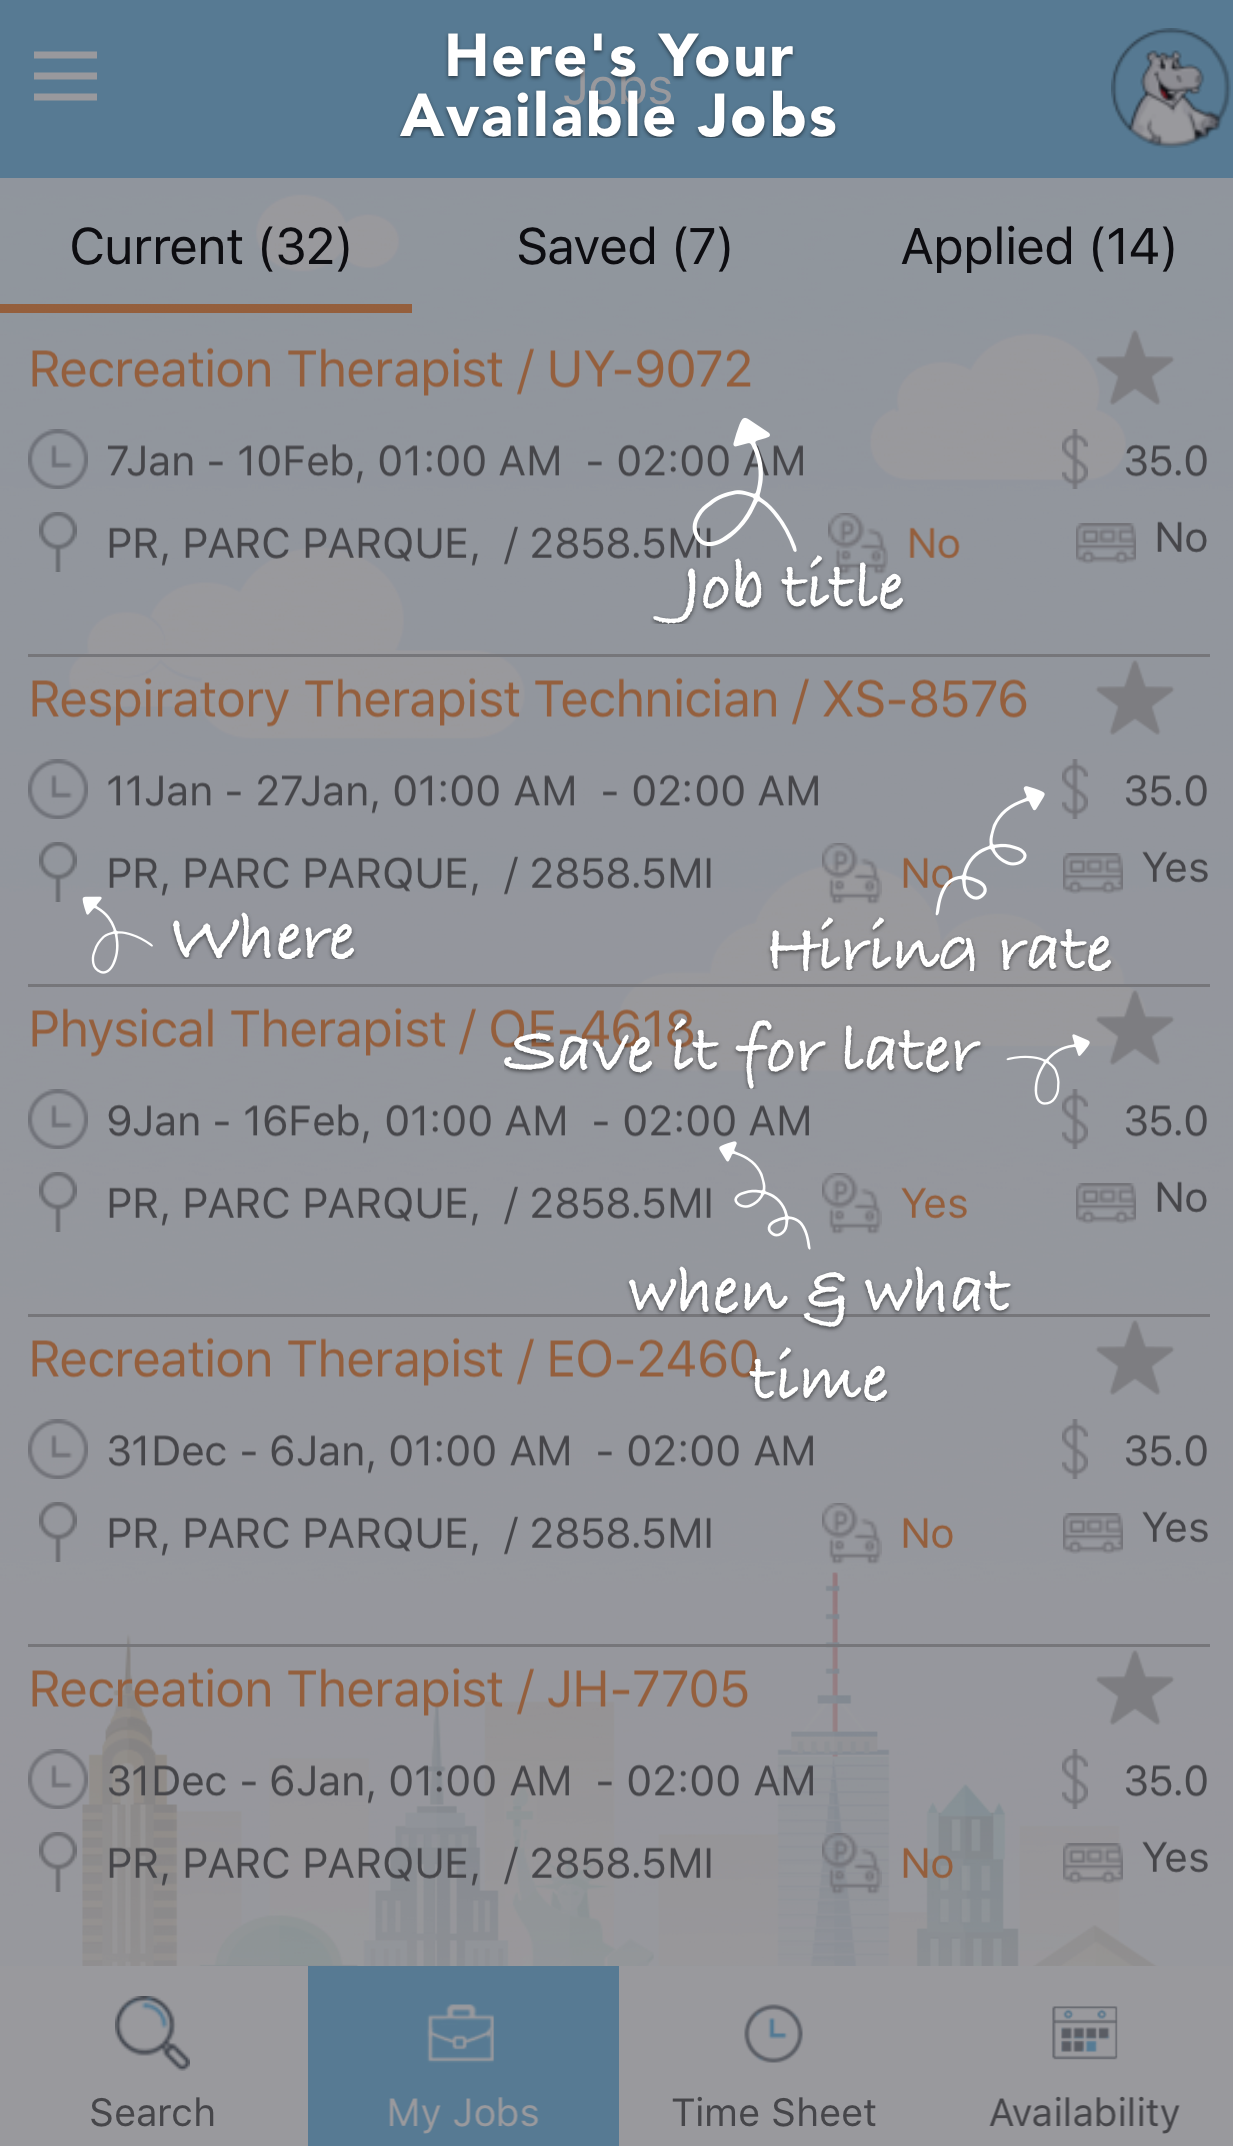 Here's Your
Jobs
Available Jobs
Current (32) Saved (7) Applied (14)
Recreation Therapist / UY-9072
7Jan - 10Feb, 01:00 AM - 02:00 AM $ 35.0
PR, PARC PARQUE, / 2858.5MI P No No
Job title
Respiratory Therapist Technician / XS-8576
11Jan - 27Jan, 01:00 AM - 02:00 AM $ 35.0
PR, PARC PARQUE, / 2858.5MI P No Yes
Where
Hiring rate
Physical Therapist / OE-4618
Save it for later
9Jan - 16Feb, 01:00 AM - 02:00 AM $ 35.0
PR, PARC PARQUE, / 2858.5MI P Yes No
when & what
time
Recreation Therapist / EO-2460
31Dec - 6Jan, 01:00 AM - 02:00 AM $ 35.0
PR, PARC PARQUE, / 2858.5MI P No Yes
Recreation Therapist / JH-7705
31Dec - 6Jan, 01:00 AM - 02:00 AM $ 35.0
PR, PARC PARQUE, / 2858.5MI P No Yes
Search My Jobs Time Sheet Availability